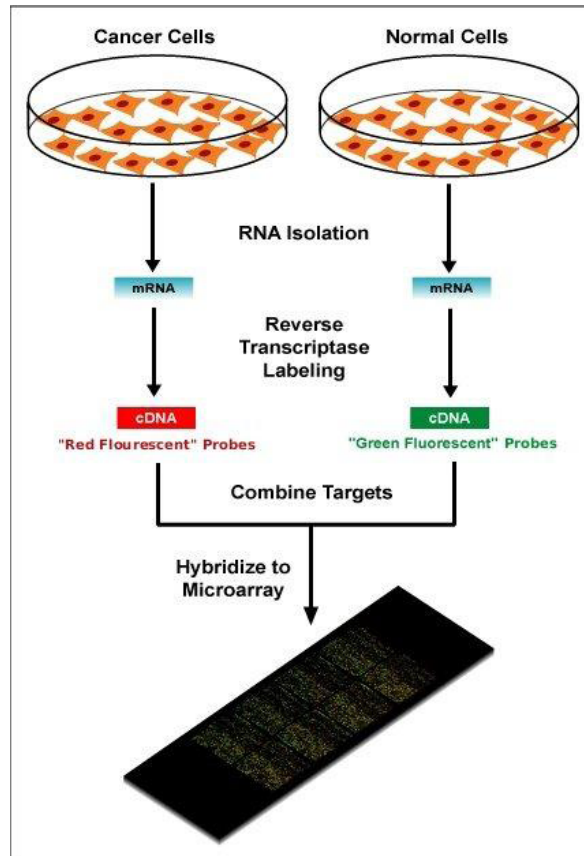 Cancer Cells
Normal Cells
RNA Isolation
mRNA
mRNA
Reverse
Transcriptase
Labeling
cDNA
cDNA
"Red Flourescent" Probes
"Green Fluorescent" Probes
Combine Targets
Hybridize to
Microarray